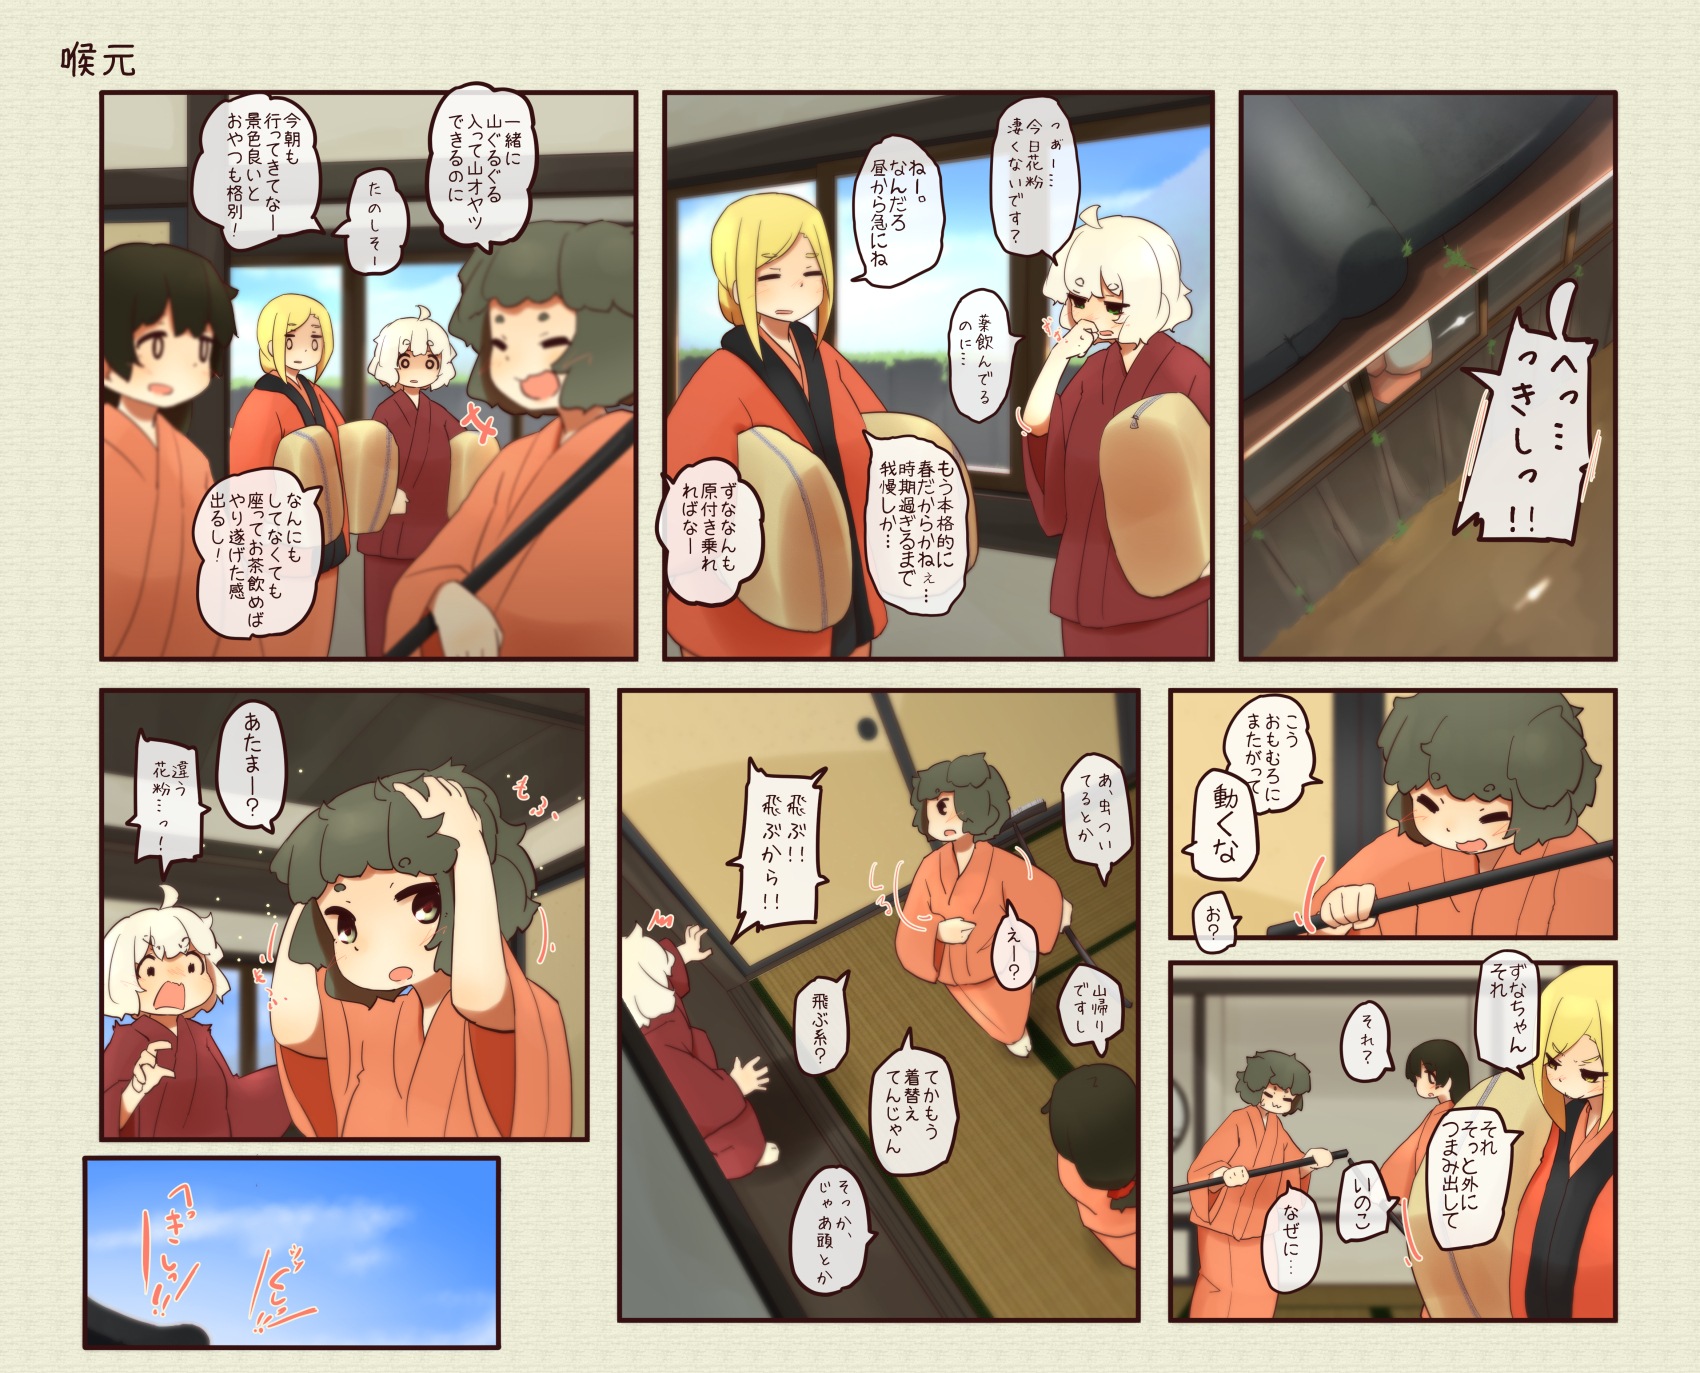 喉元
へっ…
っきしっ!!
っあー…
今日花粉
凄くないです?
ねー。
なんだろ
昼から急にね
薬飲んでる
のに…
もう本格的に
春だからかねぇ…
時期過ぎるまで
我慢しか…
ずななんも
原付き乗れ
ればなー
一緒に
山ぐるぐる
入って山オヤツ
できるのに
たのしそー
今朝も
行ってきてなー
景色良いと
おやつも格別!
なんにも
してなくても
座ってお茶飲めば
やり遂げた感
出るし!
こう
おもむろに
またがって
動くな
お?
ずなちゃん
それ
それ?
それ
そっと外に
つまみ出して
いのこ
なぜに…
あ、虫つい
てるとか
山帰り
ですし
えー?
飛ぶ!!
飛ぶから!!
飛ぶ系?
てかもう
着替え
てんじゃん
そっか、
じゃあ頭とか
あたまー?
違う
花粉…っ!
へっ
きしっ
!!